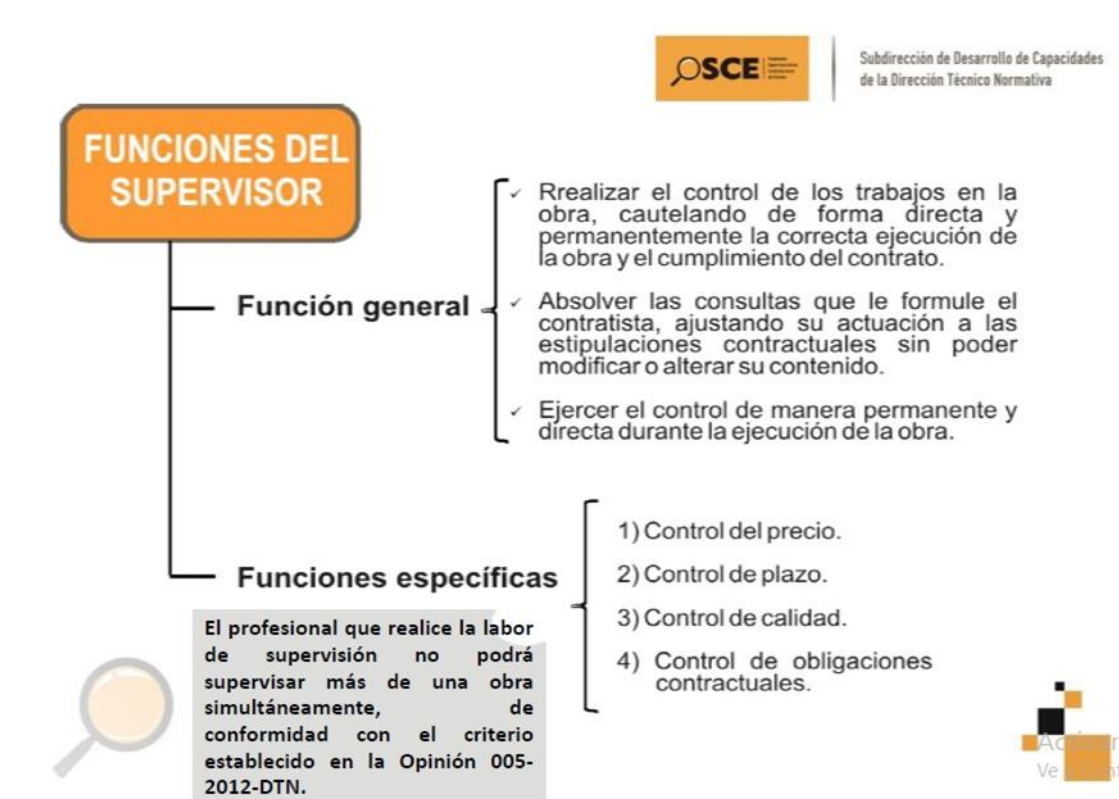 OSCE
Subdirección de Desarrollo de Capacidades
de la Dirección Técnico Normativa
FUNCIONES DEL
SUPERVISOR
Función general
✓ Rrealizar el control de los trabajos en la
obra, cautelando de forma directa y
permanentemente la correcta ejecución de
la obra y el cumplimiento del contrato.
✓ Absolver las consultas que le formule el
contratista, ajustando su actuación a las
estipulaciones contractuales sin poder
modificar o alterar su contenido.
✓ Ejercer el control de manera permanente y
directa durante la ejecución de la obra.
Funciones específicas
1) Control del precio.
2) Control de plazo.
3) Control de calidad.
4) Control de obligaciones
contractuales.
El profesional que realice la labor
de supervisión no podrá
supervisar más de una obra
simultáneamente, de
conformidad con el criterio
establecido en la Opinión 005-
2012-DTN.
Ve